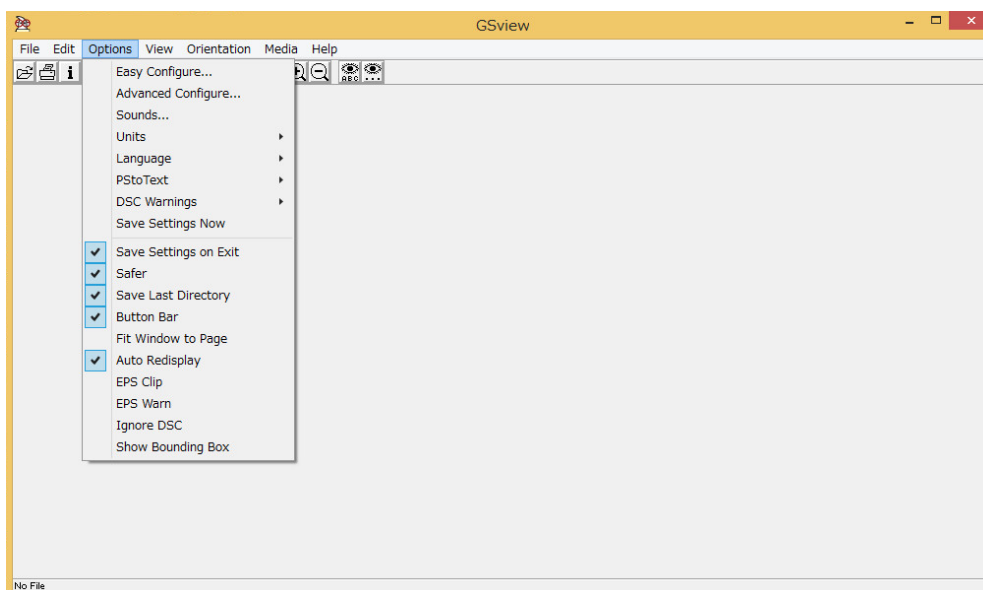 GSview
File Edit Options View Orientation Media Help
i
ABC ...
Easy Configure...
Advanced Configure...
Sounds...
Units
Language
PStoText
DSC Warnings
Save Settings Now
Save Settings on Exit
Safer
Save Last Directory
Button Bar
Fit Window to Page
Auto Redisplay
EPS Clip
EPS Warn
Ignore DSC
Show Bounding Box
No File